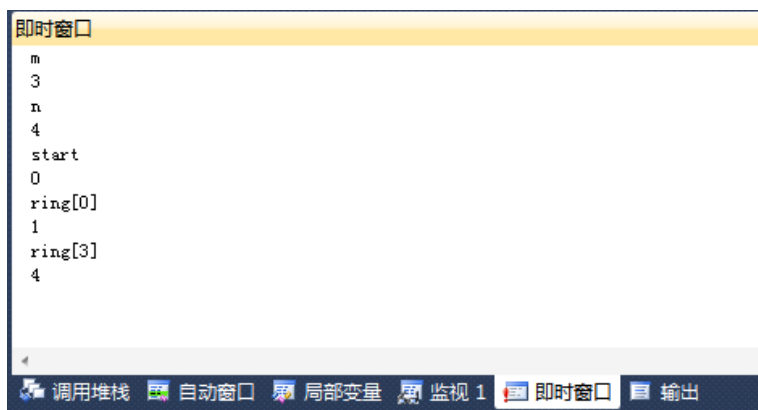 即时窗口
m
3
n
4
start
0
ring[0]
1
ring[3]
4
调用堆栈 自动窗口 局部变量 监视 1 即时窗口 输出